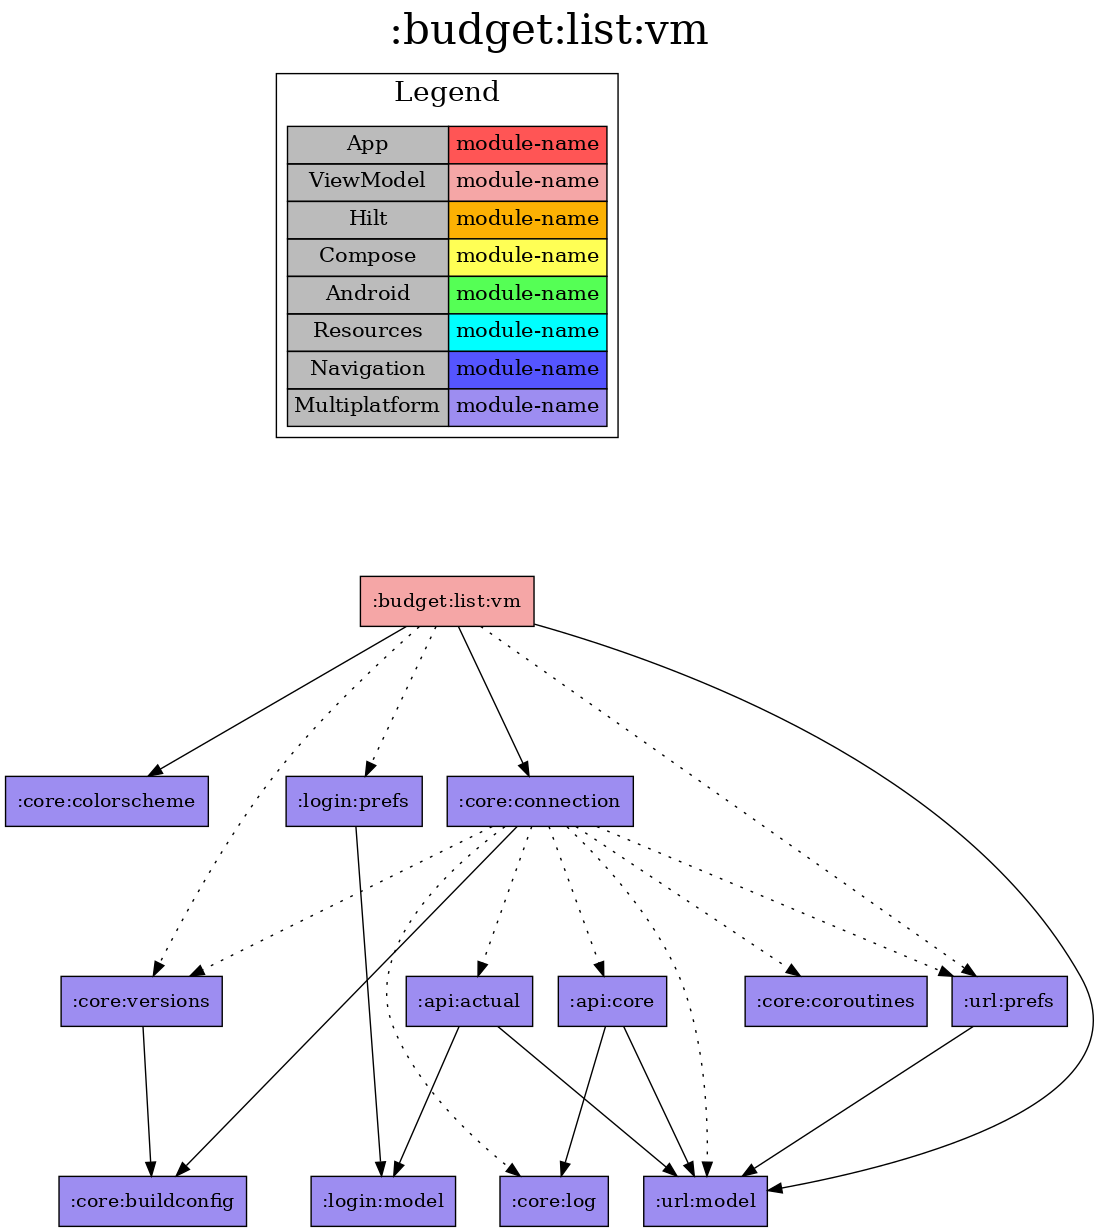 :budget:list:vm
Legend
App module-name
ViewModel module-name
Hilt module-name
Compose module-name
Android module-name
Resources module-name
Navigation module-name
Multiplatform module-name
:budget:list:vm
:core:colorscheme :login:prefs :core:connection
:core:versions :api:actual :api:core :core:coroutines :url:prefs
:core:buildconfig :login:model :core:log :url:model